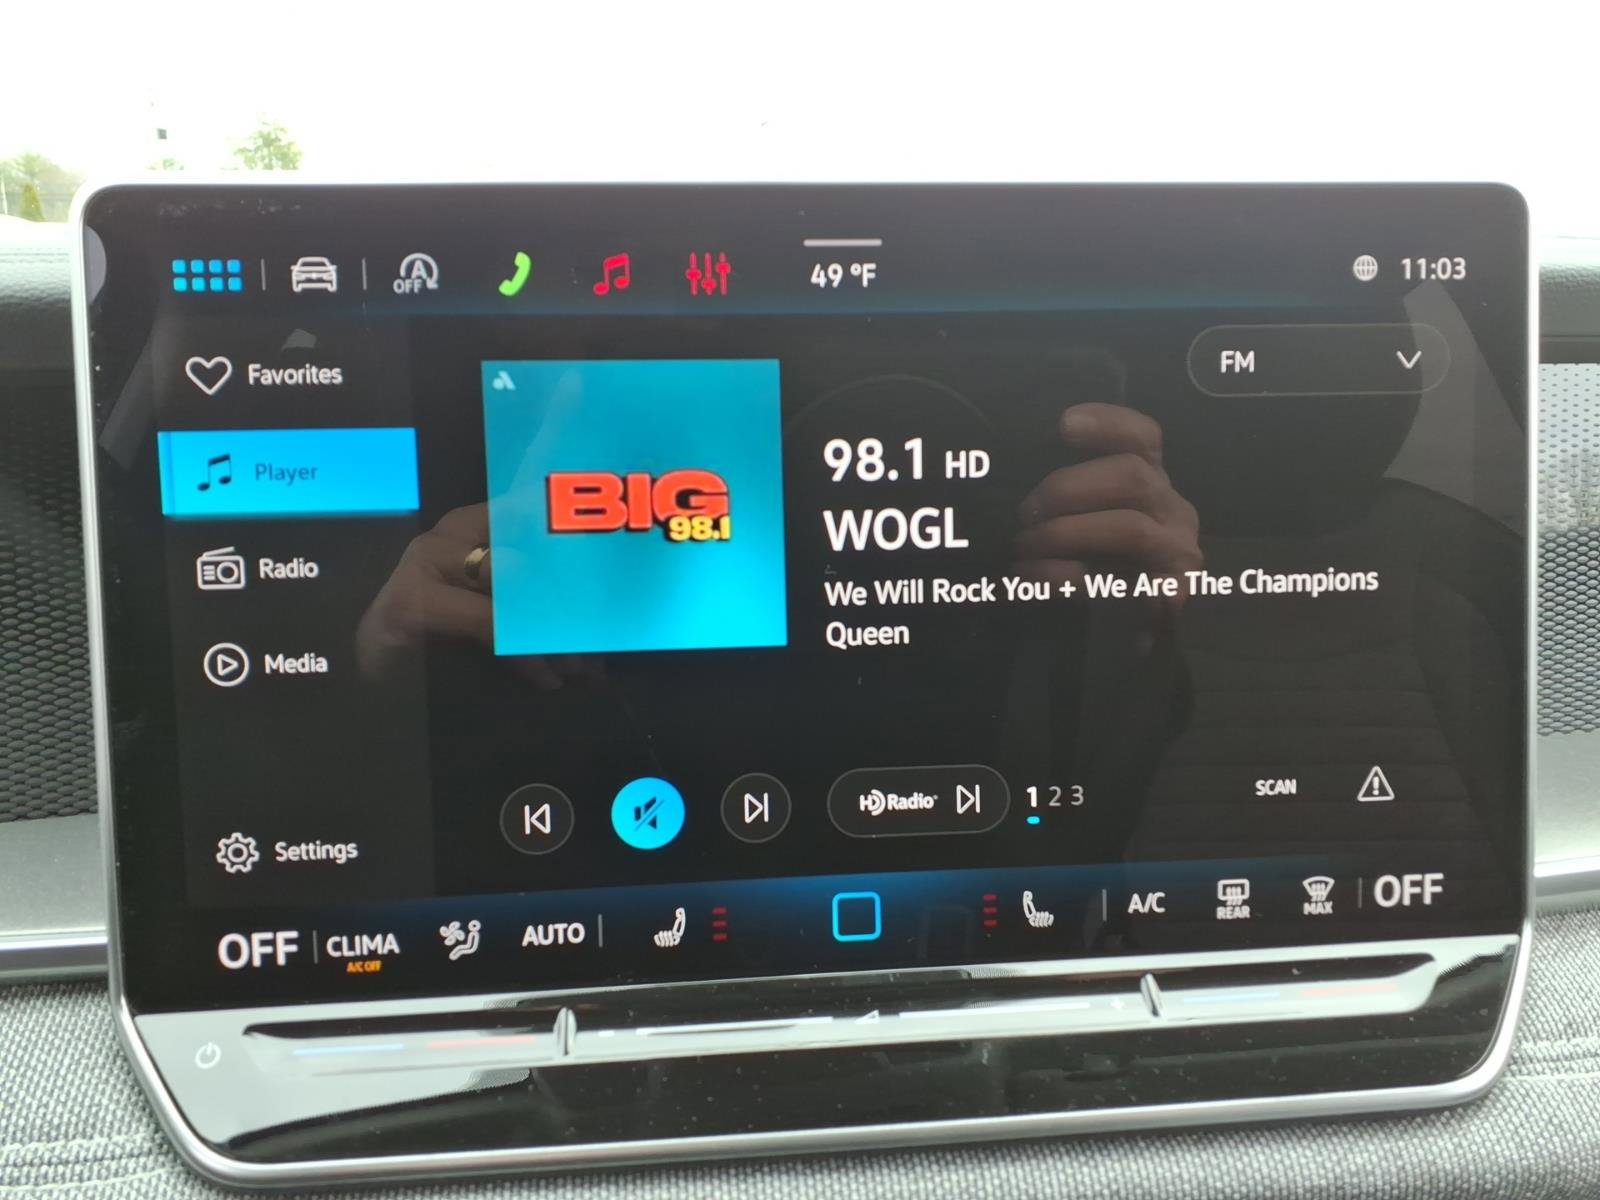 A
OFF
49 °F
11:03
Favorites
FM
Player
BIG
98.1
98.1 HD
WOGL
We Will Rock You + We Are The Champions
Queen
Radio
Media
HD Radio
1 2 3
SCAN
Settings
OFF
CLIMA
A/C OFF
AUTO
A/C
REAR
MAX
OFF